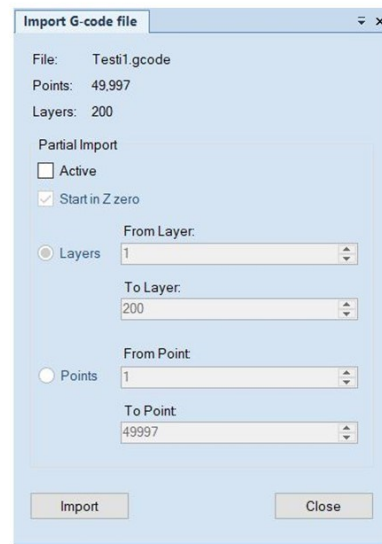 Import G-code file
File: Testi1.gcode
Points: 49,997
Layers: 200
Partial Import
Active
Start in Z zero
From Layer:
Layers 1
To Layer:
200
From Point:
Points 1
To Point:
49997
Import Close